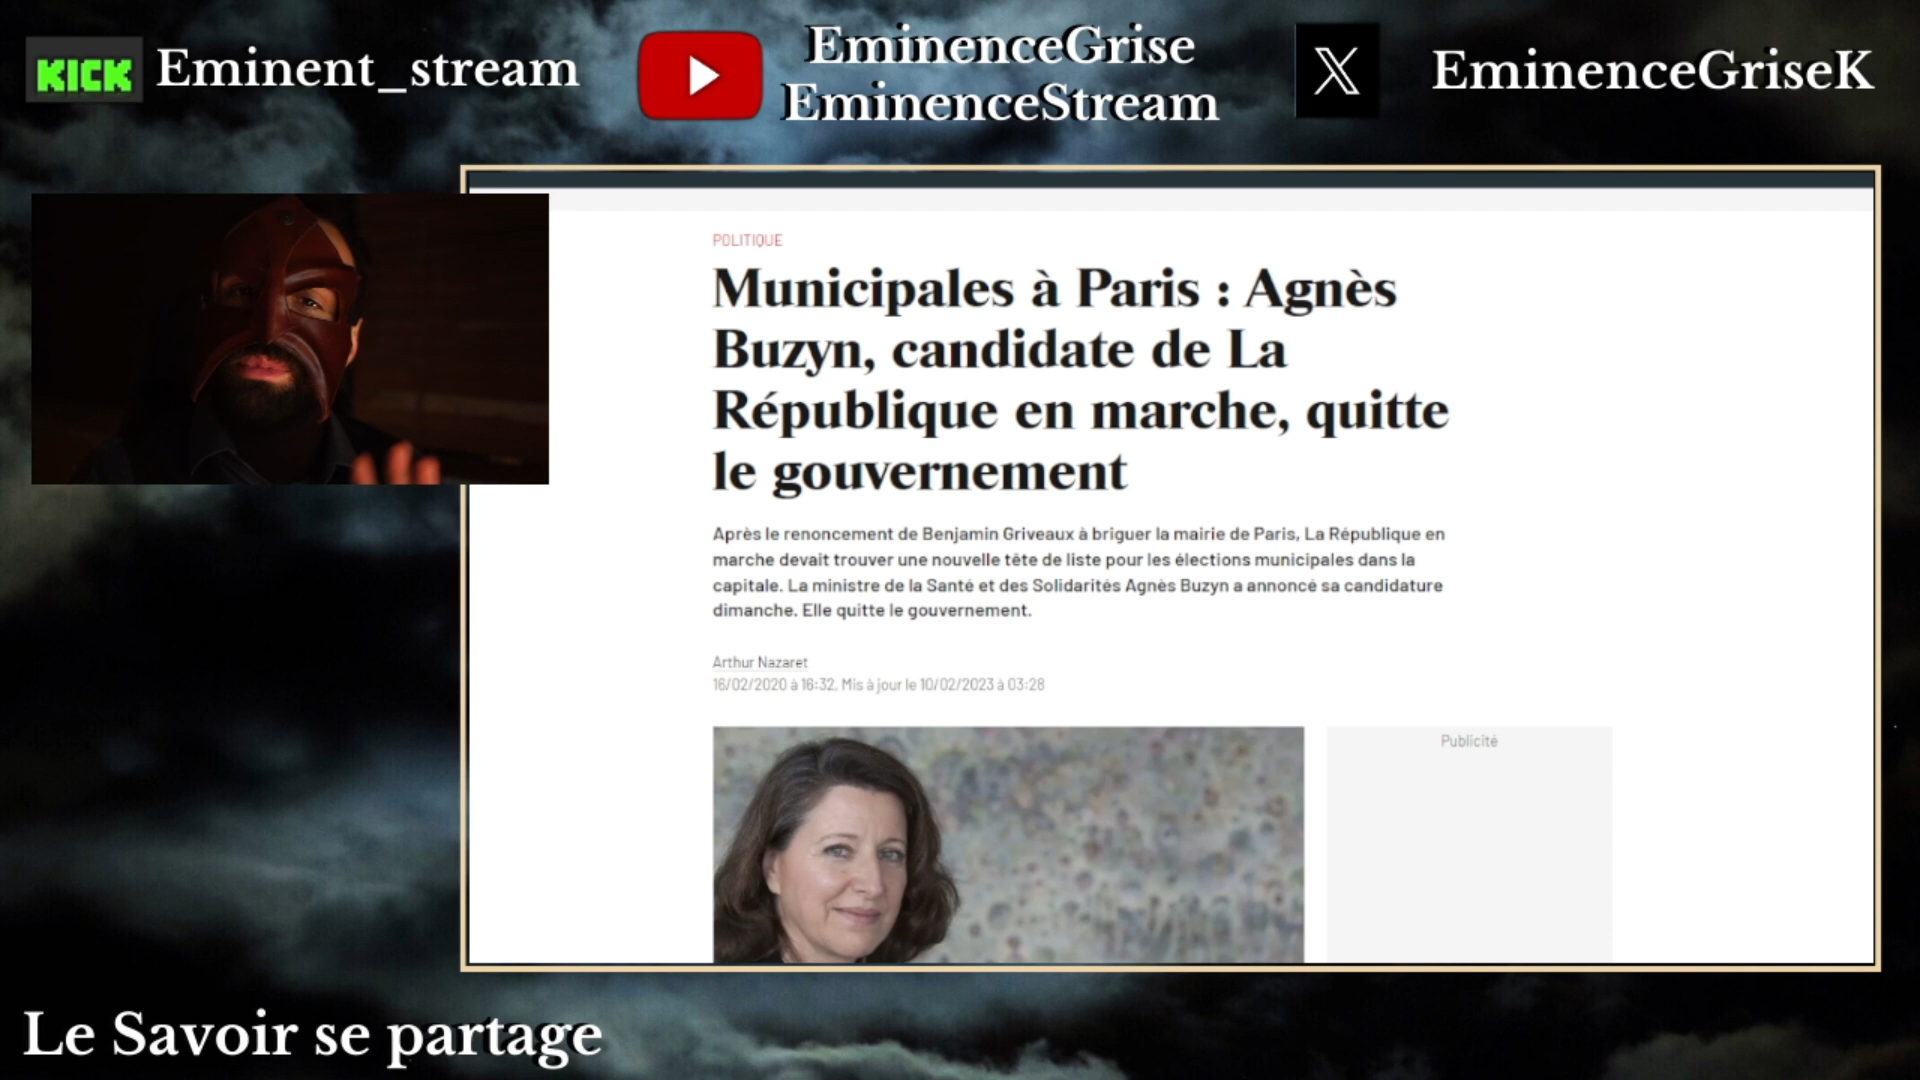 KICK
Eminent_stream
EminenceGrise
EminenceStream
EminenceGriseK
POLITIQUE
Municipales à Paris : Agnès
Buzyn, candidate de La
République en marche, quitte
le gouvernement
Après le renoncement de Benjamin Griveaux à briguer la mairie de Paris, La République en
marche devait trouver une nouvelle tête de liste pour les élections municipales dans la
capitale. La ministre de la Santé et des Solidarités Agnès Buzyn a annoncé sa candidature
dimanche. Elle quitte le gouvernement.
Arthur Nazaret
16/02/2020 à 16:32, Mis à jour le 10/02/2023 à 03:28
Publicité
Le Savoir se partage